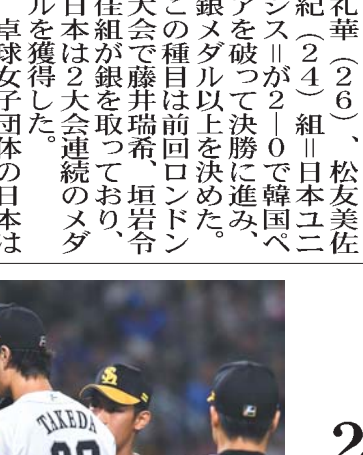 礼華(26)、松友美佐
紀(24)組＝日本ユニ
シス＝が2―0で韓国ペ
アを破って決勝に進み、
銀メダル以上を決めた。
この種目は前回ロンドン
大会で藤井瑞希、垣岩令
佳組が銀を取っており、
日本は2大会連続のメダ
ルを獲得した。
卓球女子団体の日本は
TAKEDA
2